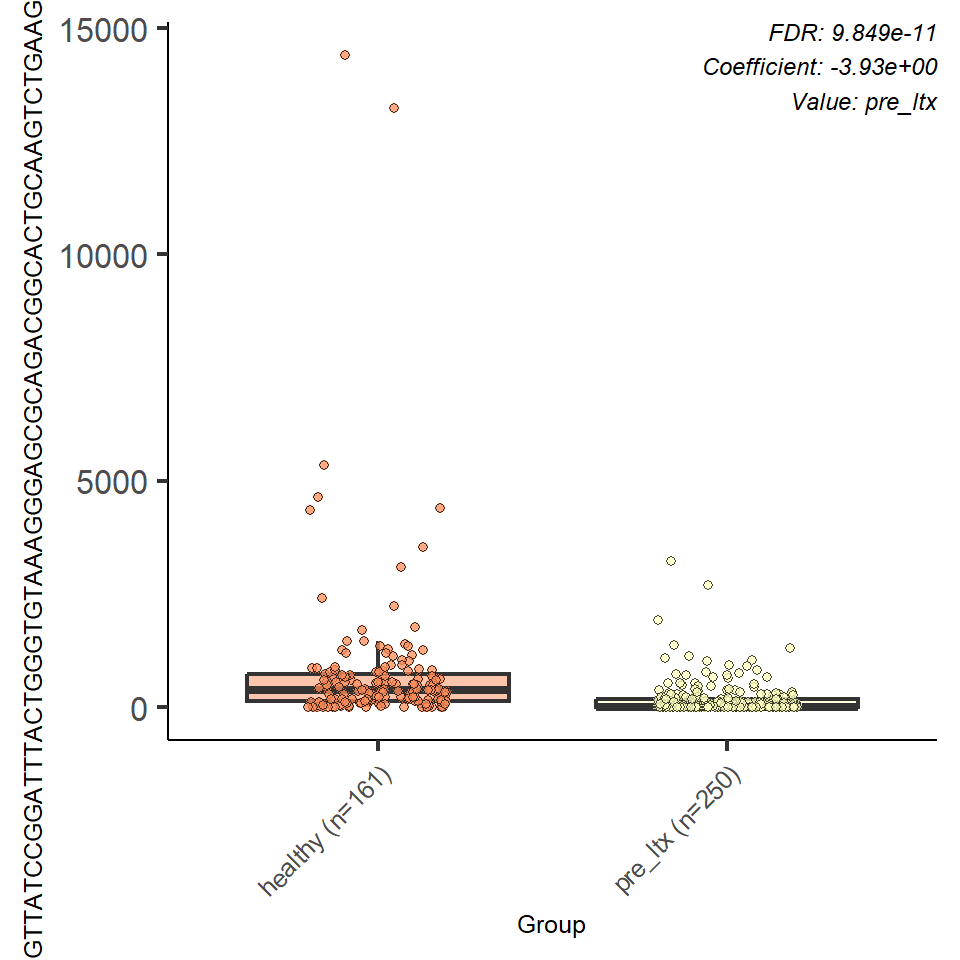 GTTATCCGGATTTACTGGGTGTAAAGGGAGCGCAGACGGCACTGCAAGTCTGAAG
15000
10000
5000
0
FDR: 9.849e-11
Coefficient: -3.93e+00
Value: pre_ltx
healthy (n=161)
pre_ltx (n=250)
Group